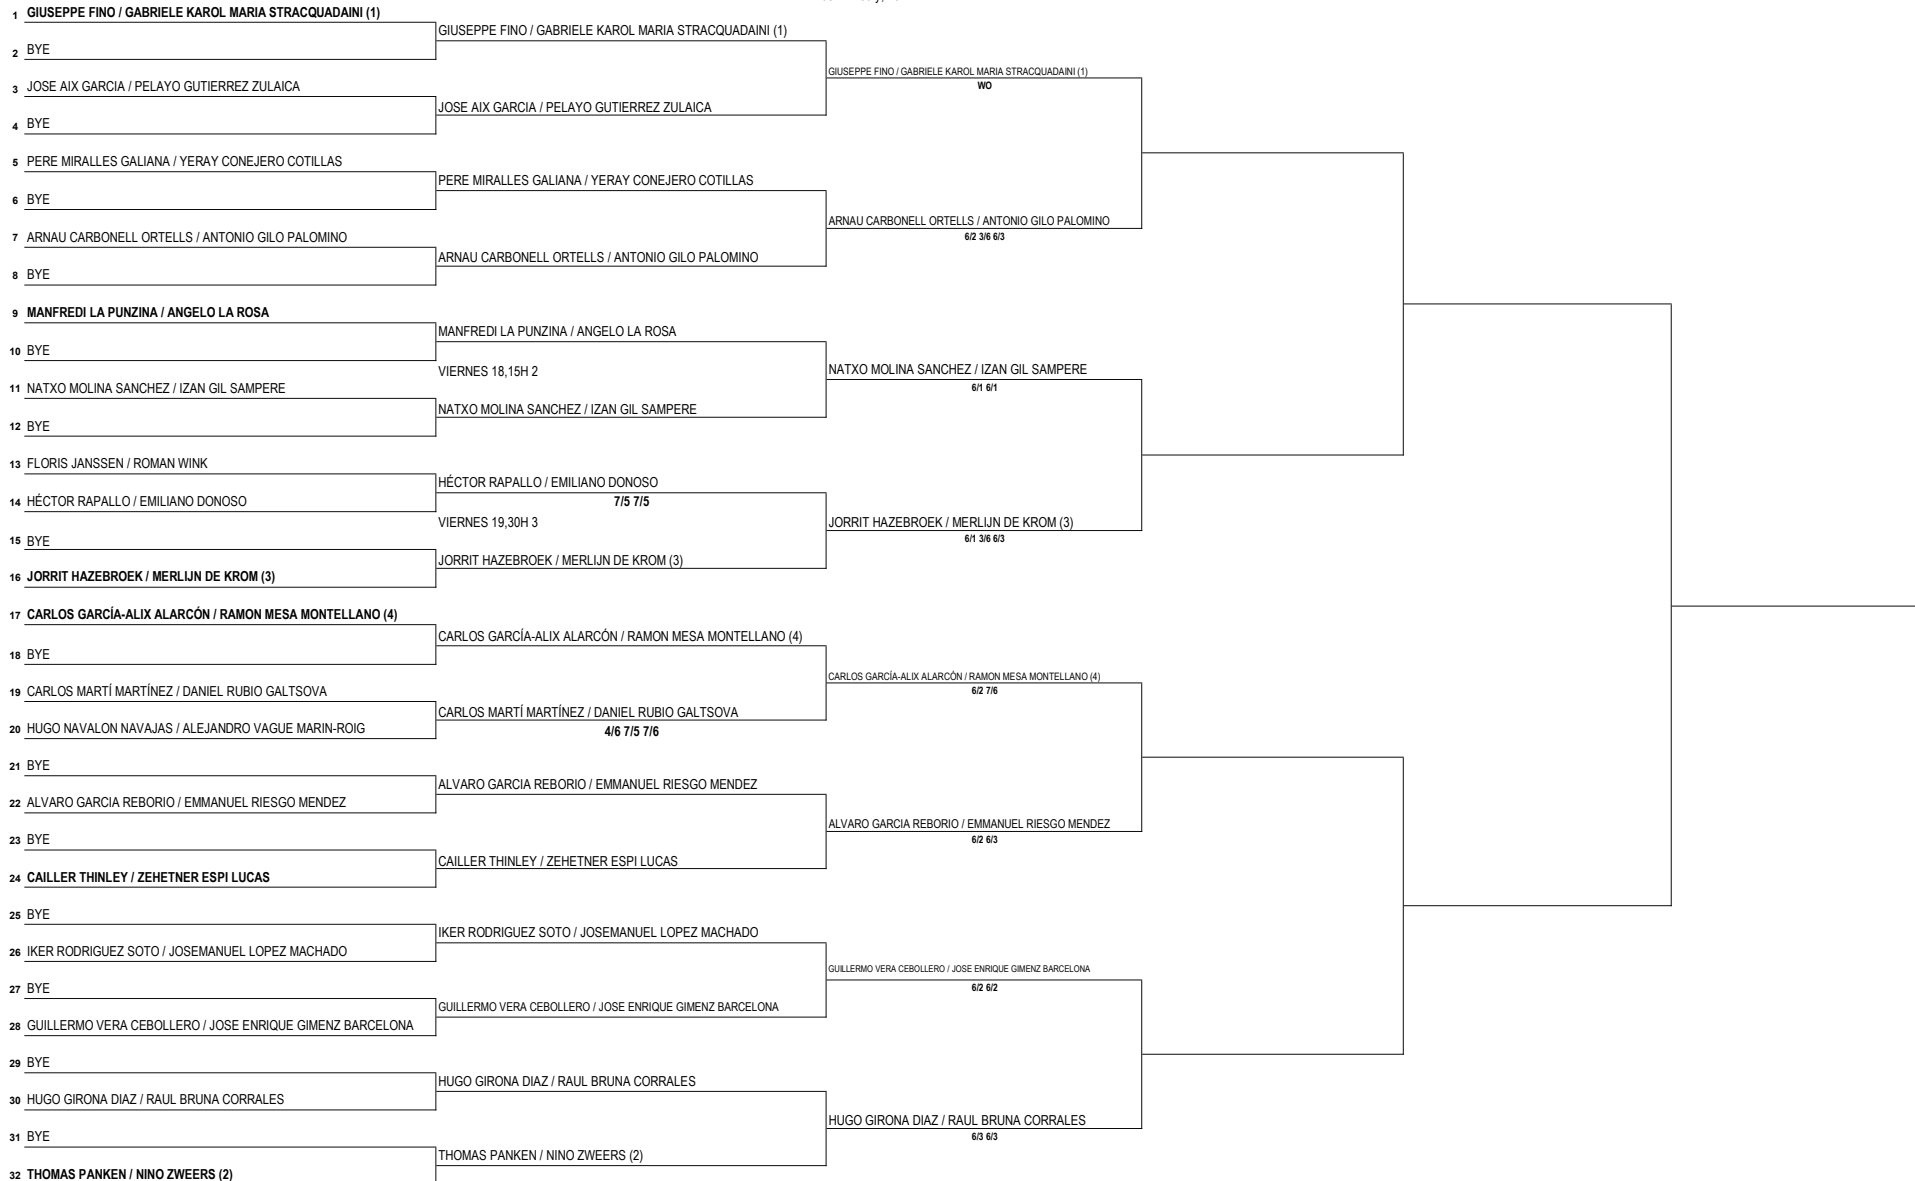 1 GIUSEPPE FINO / GABRIELE KAROL MARIA STRACQUADAINI (1)
GIUSEPPE FINO / GABRIELE KAROL MARIA STRACQUADAINI (1)
2 BYE
GIUSEPPE FINO / GABRIELE KAROL MARIA STRACQUADAINI (1)
WO
3 JOSE AIX GARCIA / PELAYO GUTIERREZ ZULAICA
JOSE AIX GARCIA / PELAYO GUTIERREZ ZULAICA
4 BYE
5 PERE MIRALLES GALIANA / YERAY CONEJERO COTILLAS
PERE MIRALLES GALIANA / YERAY CONEJERO COTILLAS
6 BYE
ARNAU CARBONELL ORTELLS / ANTONIO GILO PALOMINO
6/2 3/6 6/3
7 ARNAU CARBONELL ORTELLS / ANTONIO GILO PALOMINO
ARNAU CARBONELL ORTELLS / ANTONIO GILO PALOMINO
8 BYE
9 MANFREDI LA PUNZINA / ANGELO LA ROSA
MANFREDI LA PUNZINA / ANGELO LA ROSA
10 BYE
VIERNES 18,15H 2
NATXO MOLINA SANCHEZ / IZAN GIL SAMPERE
6/1 6/1
11 NATXO MOLINA SANCHEZ / IZAN GIL SAMPERE
NATXO MOLINA SANCHEZ / IZAN GIL SAMPERE
12 BYE
13 FLORIS JANSSEN / ROMAN WINK
HÉCTOR RAPALLO / EMILIANO DONOSO
7/5 7/5
14 HÉCTOR RAPALLO / EMILIANO DONOSO
VIERNES 19,30H 3
JORRIT HAZEBROEK / MERLIJN DE KROM (3)
6/1 3/6 6/3
15 BYE
JORRIT HAZEBROEK / MERLIJN DE KROM (3)
16 JORRIT HAZEBROEK / MERLIJN DE KROM (3)
17 CARLOS GARCÍA-ALIX ALARCÓN / RAMON MESA MONTELLANO (4)
CARLOS GARCÍA-ALIX ALARCÓN / RAMON MESA MONTELLANO (4)
18 BYE
CARLOS GARCÍA-ALIX ALARCÓN / RAMON MESA MONTELLANO (4)
6/2 7/6
19 CARLOS MARTÍ MARTÍNEZ / DANIEL RUBIO GALTSOVA
CARLOS MARTÍ MARTÍNEZ / DANIEL RUBIO GALTSOVA
4/6 7/5 7/6
20 HUGO NAVALON NAVAJAS / ALEJANDRO VAGUE MARIN-ROIG
21 BYE
ALVARO GARCIA REBORIO / EMMANUEL RIESGO MENDEZ
22 ALVARO GARCIA REBORIO / EMMANUEL RIESGO MENDEZ
ALVARO GARCIA REBORIO / EMMANUEL RIESGO MENDEZ
6/2 6/3
23 BYE
CAILLER THINLEY / ZEHETNER ESPI LUCAS
24 CAILLER THINLEY / ZEHETNER ESPI LUCAS
25 BYE
IKER RODRIGUEZ SOTO / JOSEMANUEL LOPEZ MACHADO
26 IKER RODRIGUEZ SOTO / JOSEMANUEL LOPEZ MACHADO
GUILLERMO VERA CEBOLLERO / JOSE ENRIQUE GIMENZ BARCELONA
6/2 6/2
27 BYE
GUILLERMO VERA CEBOLLERO / JOSE ENRIQUE GIMENZ BARCELONA
28 GUILLERMO VERA CEBOLLERO / JOSE ENRIQUE GIMENZ BARCELONA
29 BYE
HUGO GIRONA DIAZ / RAUL BRUNA CORRALES
30 HUGO GIRONA DIAZ / RAUL BRUNA CORRALES
HUGO GIRONA DIAZ / RAUL BRUNA CORRALES
6/3 6/3
31 BYE
THOMAS PANKEN / NINO ZWEERS (2)
32 THOMAS PANKEN / NINO ZWEERS (2)